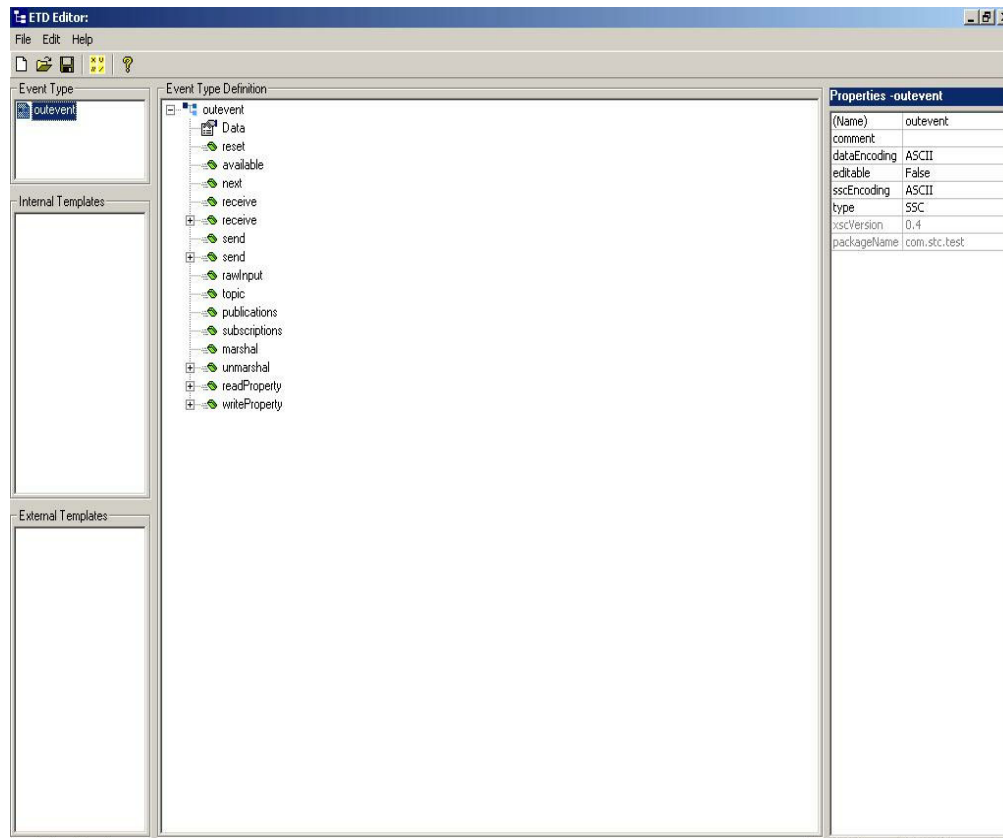 ETD Editor:
File Edit Help
Event Type
outevent
Internal Templates
External Templates
Event Type Definition
outevent
Data
reset
available
next
receive
receive
send
send
rawInput
topic
publications
subscriptions
marshal
unmarshal
readProperty
writeProperty
Properties -outevent
(Name) outevent
comment
dataEncoding ASCII
editable False
sscEncoding ASCII
type SSC
xscVersion 0.4
packageName com.stc.test